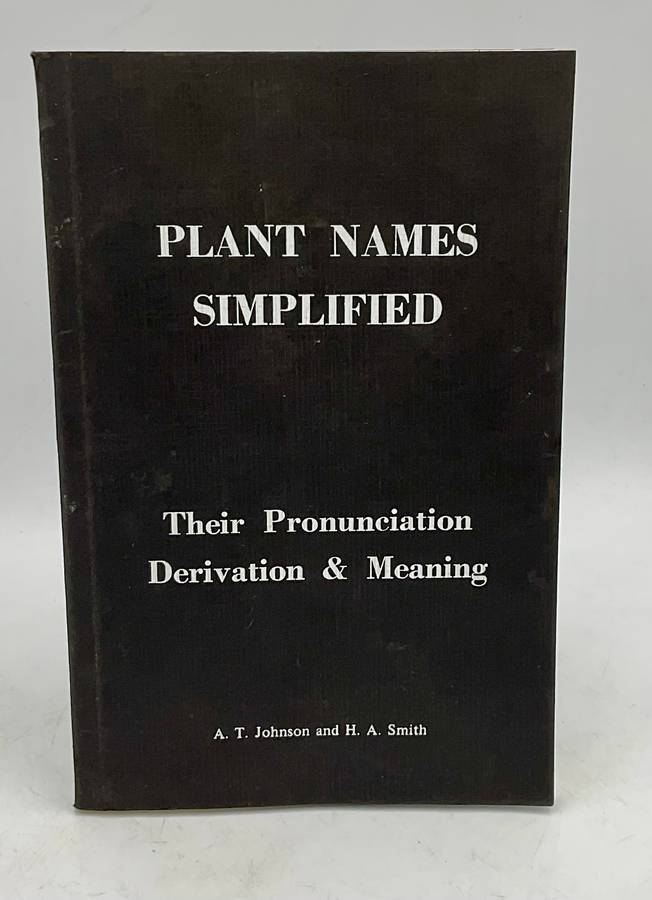 PLANT NAMES
SIMPLIFIED
Their Pronunciation
Derivation & Meaning
A. T. Johnson and H. A. Smith